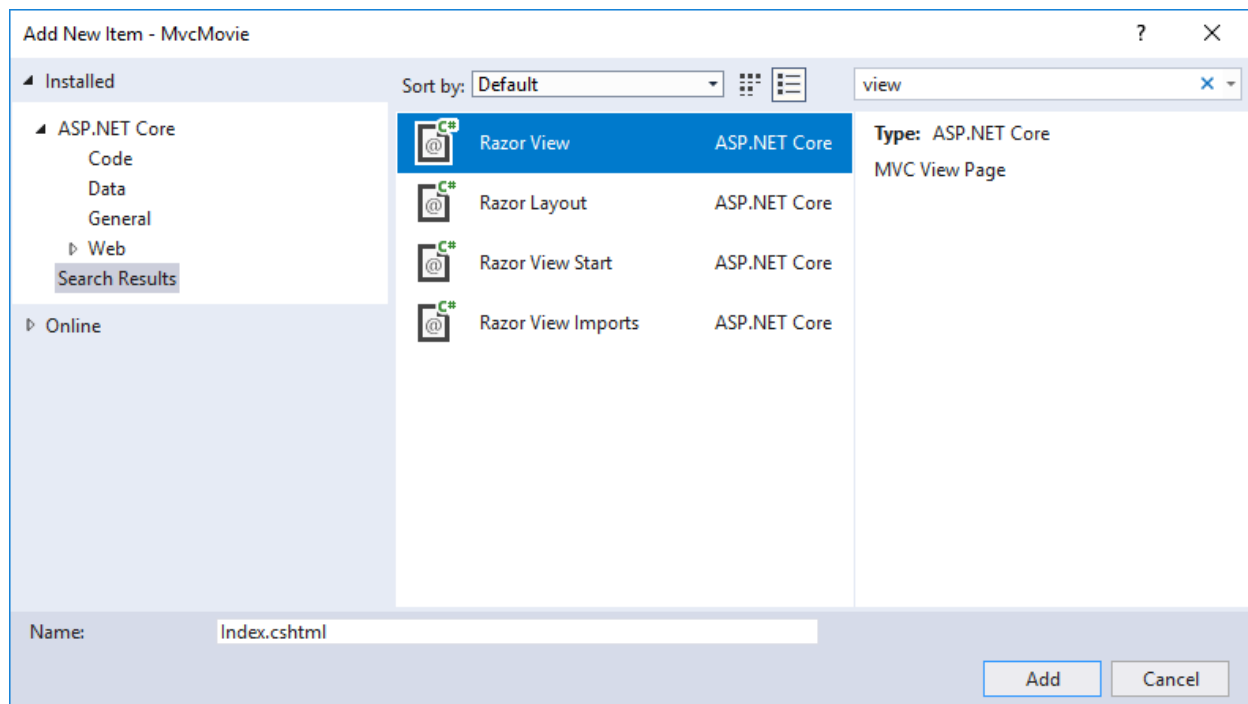 Add New Item - MvcMovie
?
Installed
Sort by: Default
view
ASP.NET Core
Code
Data
General
Web
Search Results
Online
C# @ Razor View ASP.NET Core
C# @ Razor Layout ASP.NET Core
C# @ Razor View Start ASP.NET Core
C# @ Razor View Imports ASP.NET Core
Type: ASP.NET Core
MVC View Page
Name: Index.cshtml
Add Cancel